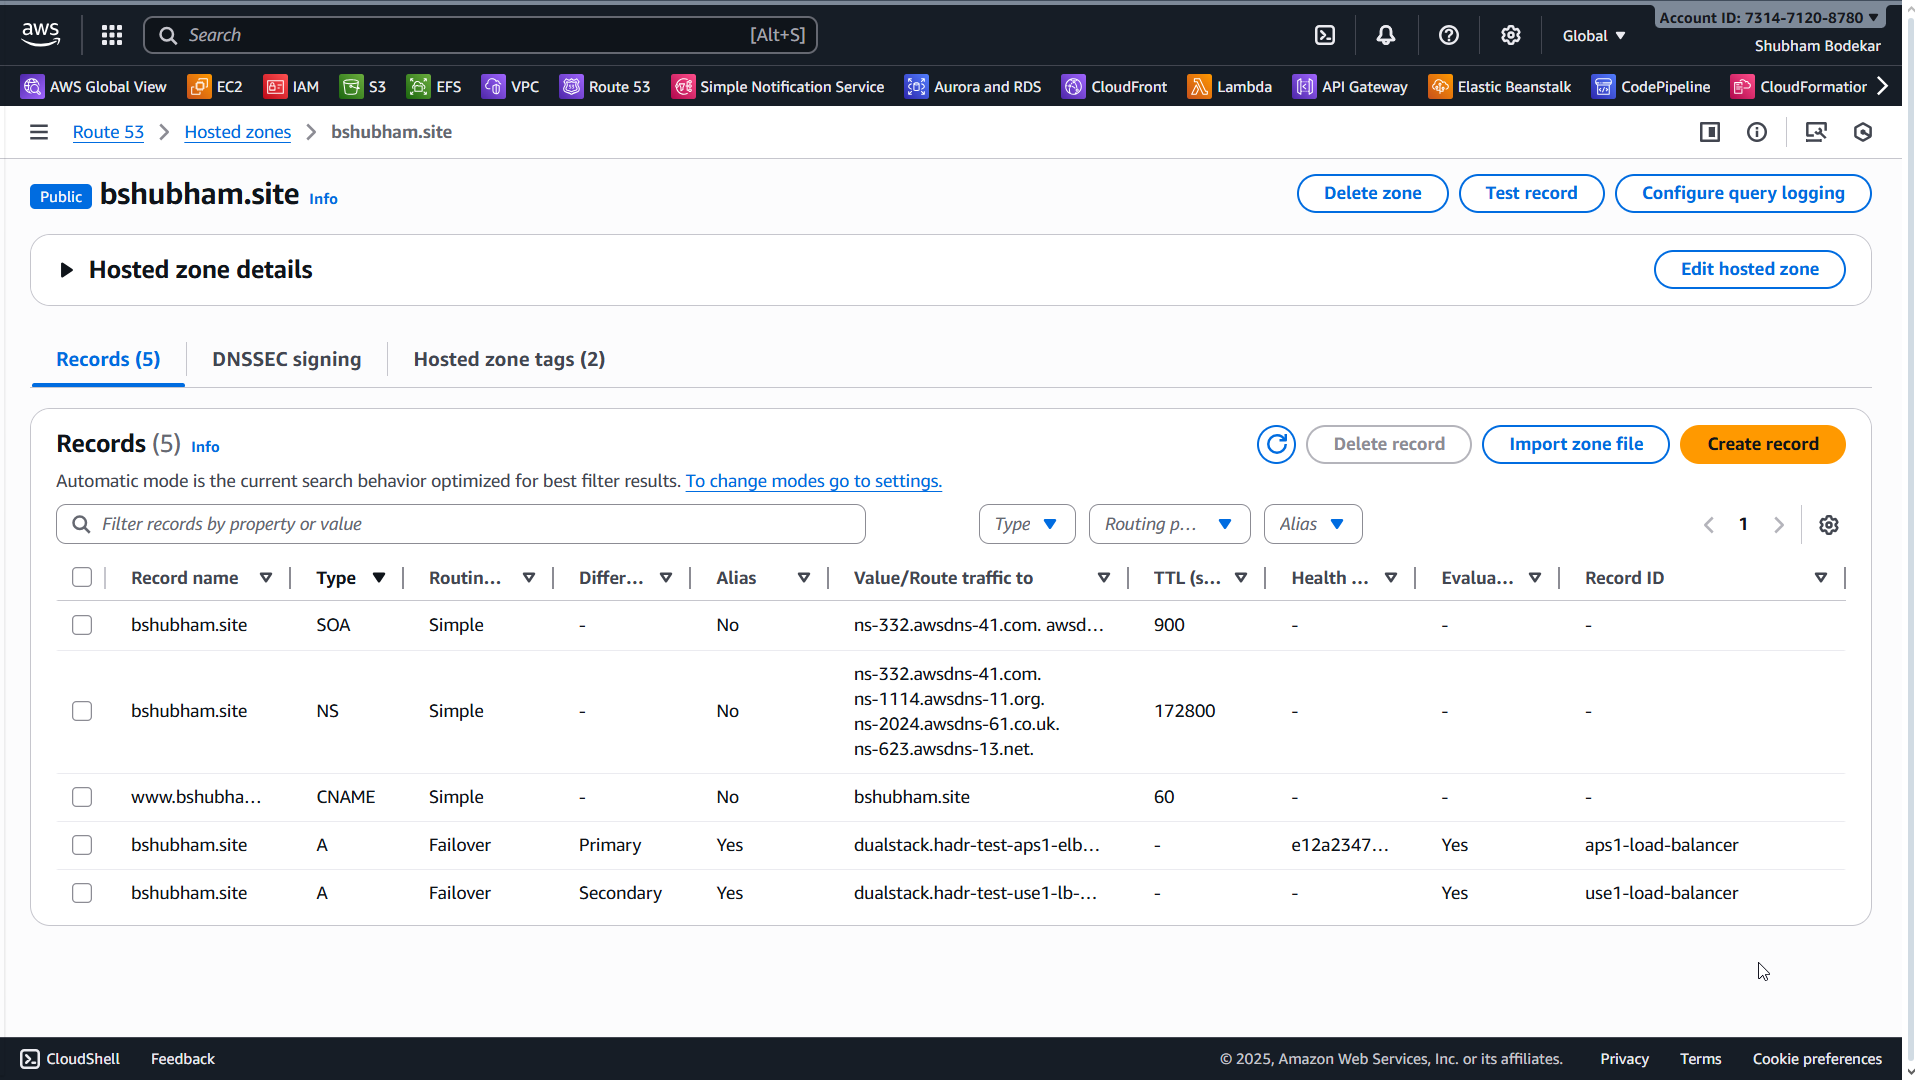 Account ID: 7314-7120-8780
aws
Search [Alt+S]
Global
Shubham Bodekar
AWS Global View EC2 IAM S3 EFS VPC Route 53 Simple Notification Service Aurora and RDS CloudFront Lambda API Gateway Elastic Beanstalk CodePipeline CloudFormatior
Route 53 Hosted zones bshubham.site
Public bshubham.site Info
Delete zone Test record Configure query logging
Hosted zone details Edit hosted zone
Records (5) DNSSEC signing Hosted zone tags (2)
Records (5) Info Delete record Import zone file Create record
Automatic mode is the current search behavior optimized for best filter results. To change modes go to settings.
Filter records by property or value Type Routing p... Alias 1
Record name Type Routin... Differ... Alias Value/Route traffic to TTL (s... Health ... Evalua... Record ID
bshubham.site SOA Simple - No ns-332.awsdns-41.com. awsd... 900 - - -
ns-332.awsdns-41.com.
ns-1114.awsdns-11.org.
bshubham.site NS Simple - No 172800 - - -
ns-2024.awsdns-61.co.uk.
ns-623.awsdns-13.net.
www.bshubha... CNAME Simple - No bshubham.site 60 - - -
bshubham.site A Failover Primary Yes dualstack.hadr-test-aps1-elb... - e12a2347... Yes aps1-load-balancer
bshubham.site A Failover Secondary Yes dualstack.hadr-test-use1-lb-... - - Yes use1-load-balancer
CloudShell Feedback © 2025, Amazon Web Services, Inc. or its affiliates. Privacy Terms Cookie preferences